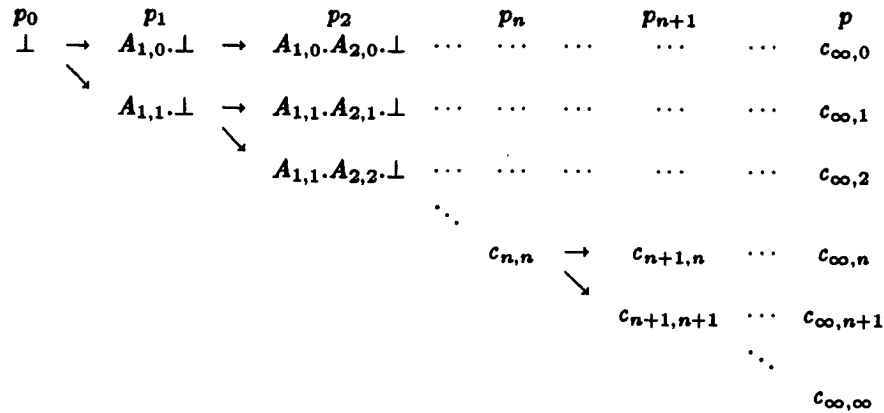 p₀ p₁ p₂ pₙ pₙ₊₁ p
⊥ → A₁,₀.⊥ → A₁,₀.A₂,₀.⊥ ⋯ ⋯ ⋯ ⋯ ⋯ c∞,₀
↘
A₁,₁.⊥ → A₁,₁.A₂,₁.⊥ ⋯ ⋯ ⋯ ⋯ ⋯ c∞,₁
↘
A₁,₁.A₂,₂.⊥ ⋯ ⋯ ⋯ ⋯ ⋯ c∞,₂
⋱
cₙ,ₙ → cₙ₊₁,ₙ ⋯ c∞,ₙ
↘
cₙ₊₁,ₙ₊₁ ⋯ c∞,ₙ₊₁
⋱
c∞,∞